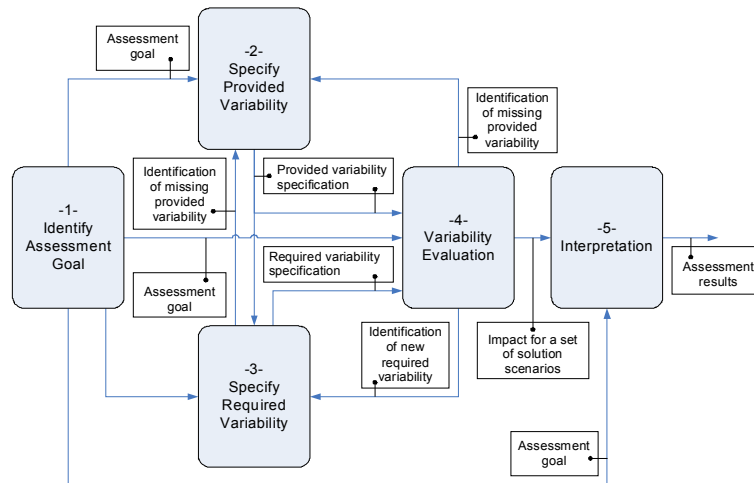 Assessment
goal
-2-
Specify
Provided
Variability
Identification
of missing
provided
variability
Identification
of missing
provided variability
Provided variability
specification
-1-
Identify
Assessment
Goal
-4-
Variability
Evaluation
-5-
Interpretation
Assessment
goal
Required variability
specification
Assessment
results
Identification
of new
required
variability
Impact for a set
of solution
scenarios
-3-
Specify
Required
Variability
Assessment
goal